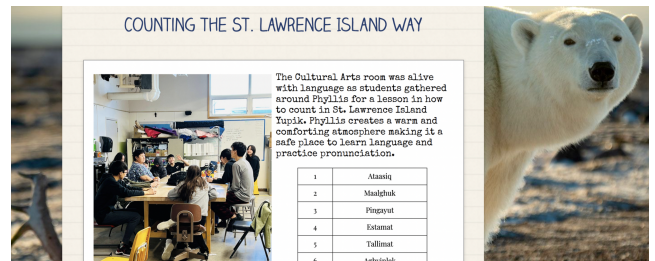 COUNTING THE ST. LAWRENCE ISLAND WAY
The Cultural Arts room was alive
with language as students gathered
around Phyllis for a lesson in how
to count in St. Lawrence Island
Yupik. Phyllis creates a warm and
comforting atmosphere making it a
safe place to learn language and
practice pronunciation.
1 Ataasiq
2 Maalghuk
3 Pingayut
4 Estamat
5 Tallimat